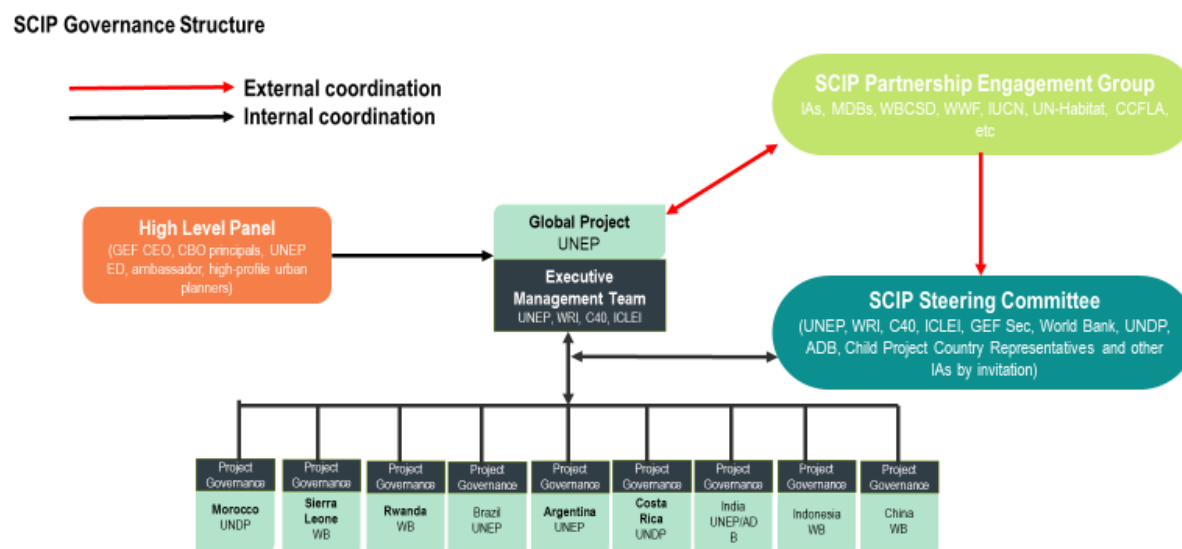 SCIP Governance Structure
External coordination
Internal coordination
SCIP Partnership Engagement Group
IAs, MDBs, WBCSD, WWF, IUCN, UN-Habitat, CCFLA,
etc
High Level Panel
(GEF CEO, CBO principals, UNEP
ED, ambassador, high-profile urban
planners)
Global Project
UNEP
Executive
Management Team
UNEP, WRI, C40, ICLEI
SCIP Steering Committee
(UNEP, WRI, C40, ICLEI, GEF Sec, World Bank, UNDP,
ADB, Child Project Country Representatives and other
IAs by invitation)
Project
Governance
Morocco
UNDP
Project
Governance
Sierra
Leone
WB
Project
Governance
Rwanda
WB
Project
Governance
Brazil
UNEP
Project
Governance
Argentina
UNEP
Project
Governance
Costa
Rica
UNDP
Project
Governance
India
UNEP/AD
B
Project
Governance
Indonesia
WB
Project
Governance
China
WB